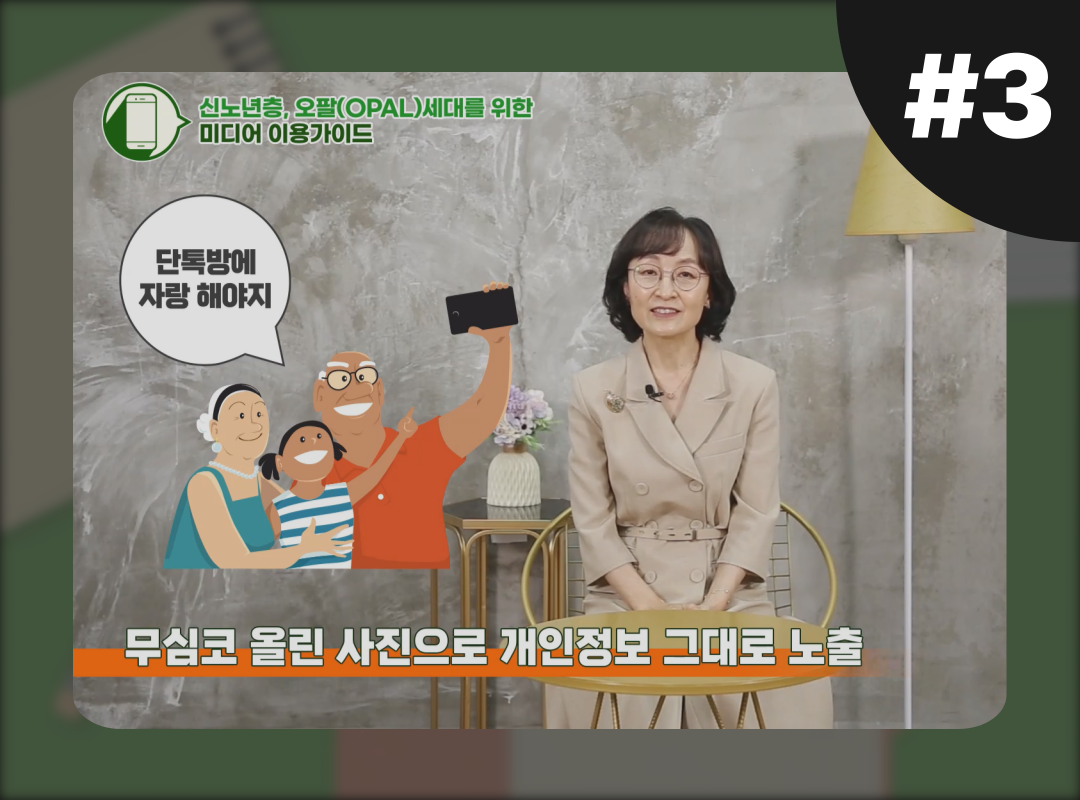 #3
신노년층, 오팔(OPAL)세대를 위한
미디어 이용가이드
단톡방에
자랑 해야지
무심코 올린 사진으로 개인정보 그대로 노출